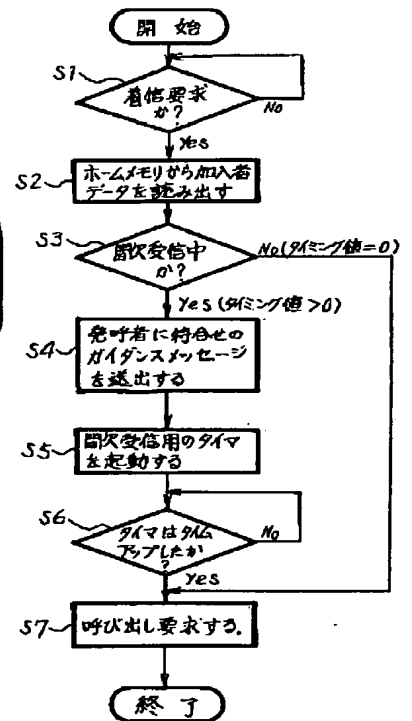 開始
S1
着信要求
か?
No
Yes
S2
ホームメモリから加入者
データを読み出す
S3
間欠受信中
か?
No(タイミング値=0)
Yes(タイミング値>0)
S4
発呼者に待合せの
ガイダンスメッセージ
を送出する
S5
間欠受信用のタイマ
を起動する
S6
タイマはタイム
アップしたか
?
No
Yes
S7
呼び出し要求する.
終了